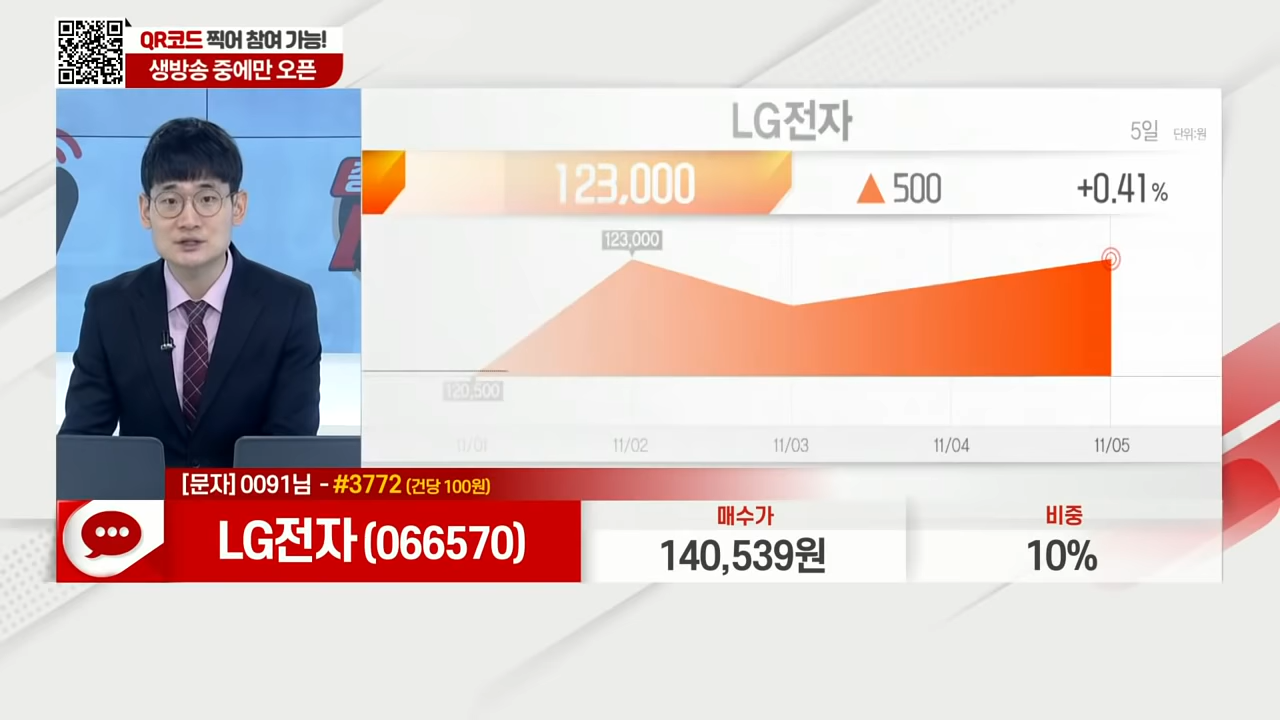 QR코드 찍어 참여 가능!
생방송 중에만 오픈
LG전자
5일 단위:원
123,000 ▲500 +0.41%
123,000
120,500
11/01 11/02 11/03 11/04 11/05
[문자] 0091님 - #3772 (건당 100원)
LG전자 (066570)
매수가
140,539원
비중
10%